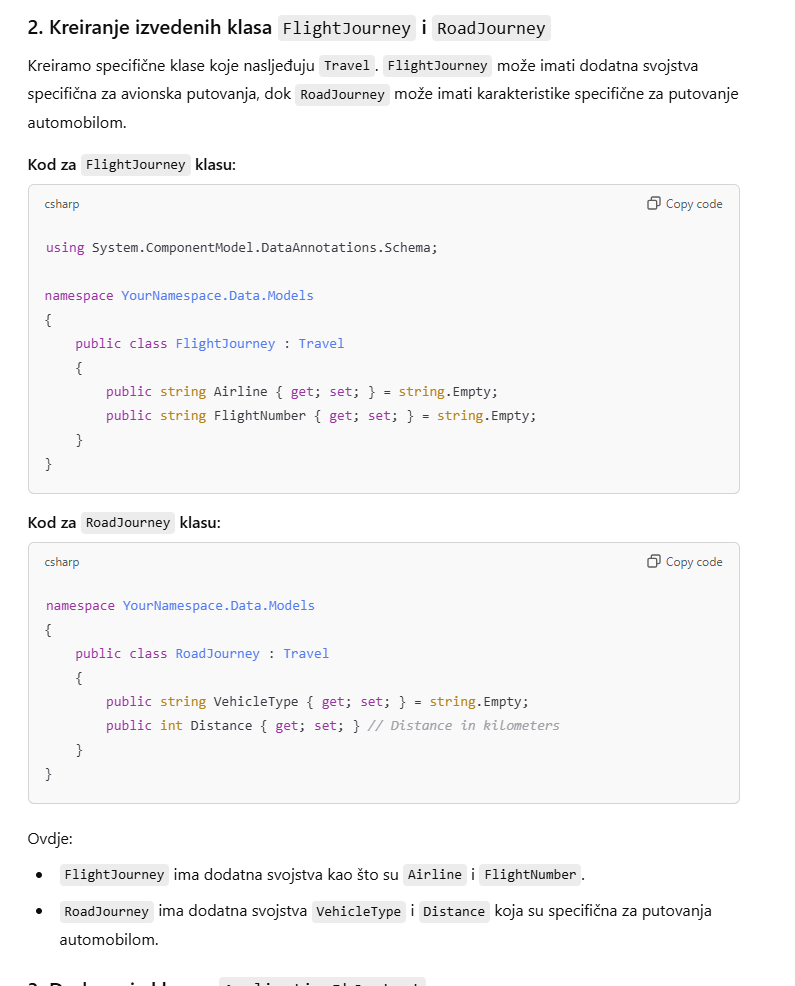 2. Kreiranje izvedenih klasa FlightJourney i RoadJourney
Kreiramo specifične klase koje nasljeđuju Travel. FlightJourney može imati dodatna svojstva
specifična za avionska putovanja, dok RoadJourney može imati karakteristike specifične za putovanje
automobilom.
Kod za FlightJourney klasu:
csharp
Copy code
using System.ComponentModel.DataAnnotations.Schema;
namespace YourNamespace.Data.Models
{
    public class FlightJourney : Travel
    {
        public string Airline { get; set; } = string.Empty;
        public string FlightNumber { get; set; } = string.Empty;
    }
}
Kod za RoadJourney klasu:
csharp
Copy code
namespace YourNamespace.Data.Models
{
    public class RoadJourney : Travel
    {
        public string VehicleType { get; set; } = string.Empty;
        public int Distance { get; set; } // Distance in kilometers
    }
}
Ovdje:
• FlightJourney ima dodatna svojstva kao što su Airline i FlightNumber.
• RoadJourney ima dodatna svojstva VehicleType i Distance koja su specifična za putovanja
automobilom.